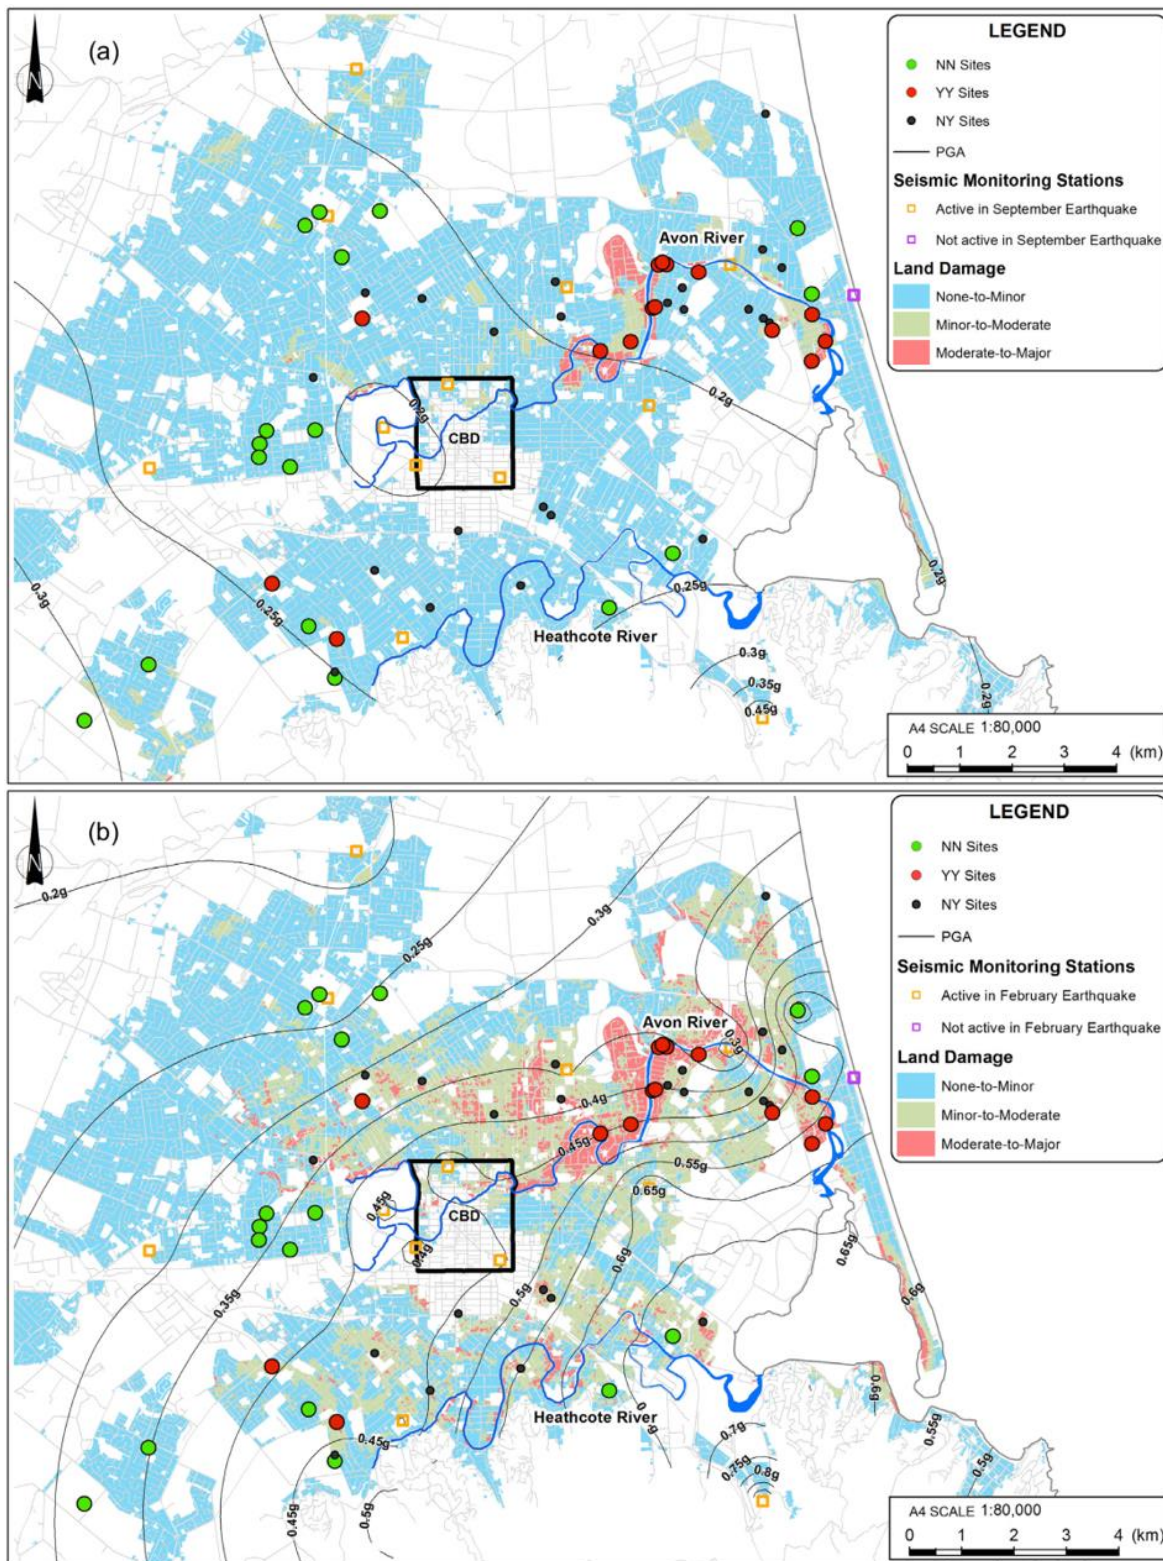 (a)
N
LEGEND
NN Sites
YY Sites
NY Sites
PGA
Seismic Monitoring Stations
Active in September Earthquake
Not active in September Earthquake
Land Damage
None-to-Minor
Minor-to-Moderate
Moderate-to-Major
Avon River
0.2g
CBD
0.2g
0.3g
0.25g
0.25g
Heathcote River
0.2g
0.3g
0.35g
0.45g
0.2g
A4 SCALE 1:80,000
0 1 2 3 4 (km)
(b)
N
LEGEND
NN Sites
YY Sites
NY Sites
PGA
Seismic Monitoring Stations
Active in February Earthquake
Not active in February Earthquake
Land Damage
None-to-Minor
Minor-to-Moderate
Moderate-to-Major
0.2g
0.25g
0.3g
Avon River
0.3g
0.4g
0.45g
0.55g
0.65g
0.45g
CBD
0.4g
0.35g
0.5g
0.6g
0.65g
0.6g
Heathcote River
0.45g
0.6g
0.55g
0.5g
0.7g
0.75g
0.8g
0.45g
0.5g
A4 SCALE 1:80,000
0 1 2 3 4 (km)